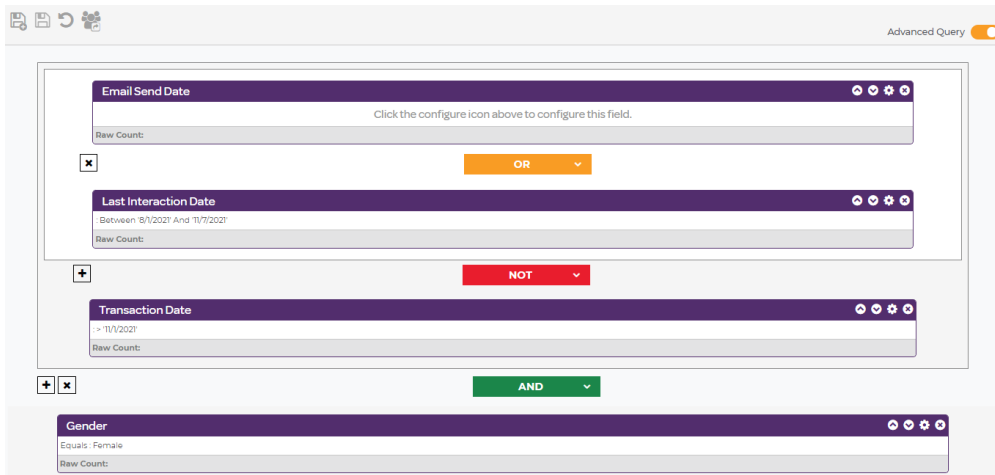 Advanced Query
Email Send Date
Click the configure icon above to configure this field.
Raw Count:
OR
Last Interaction Date
: Between '8/1/2021' And '11/7/2021'
Raw Count:
NOT
Transaction Date
: > '11/1/2021'
Raw Count:
AND
Gender
Equals : Female
Raw Count: